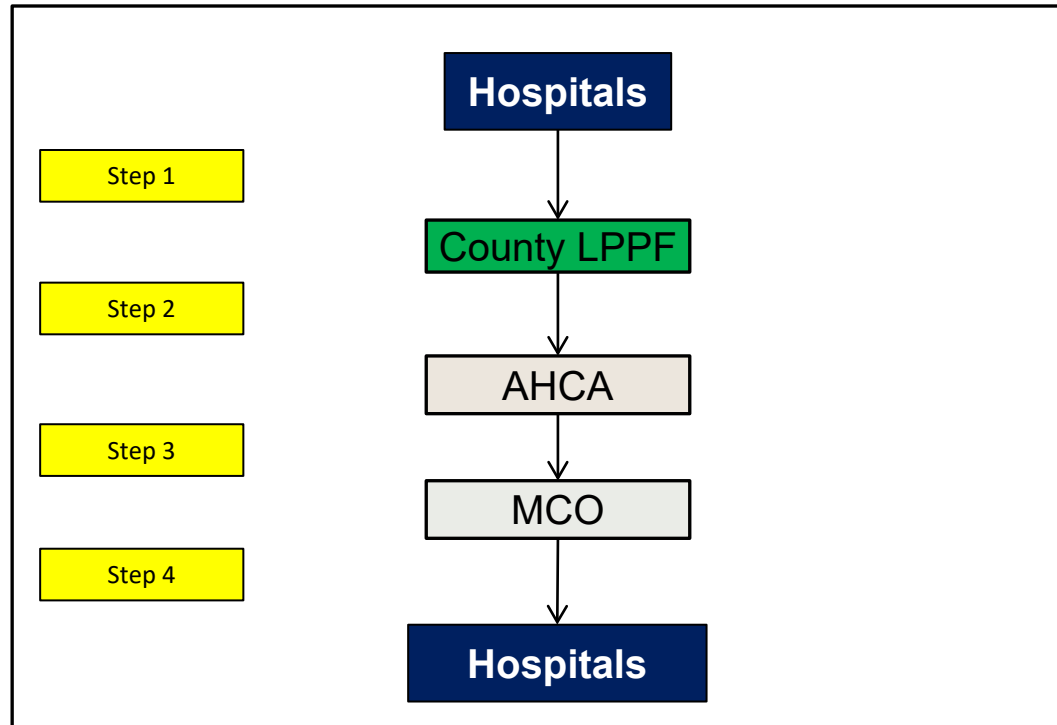 Hospitals
Step 1
County LPPF
Step 2
AHCA
Step 3
MCO
Step 4
Hospitals